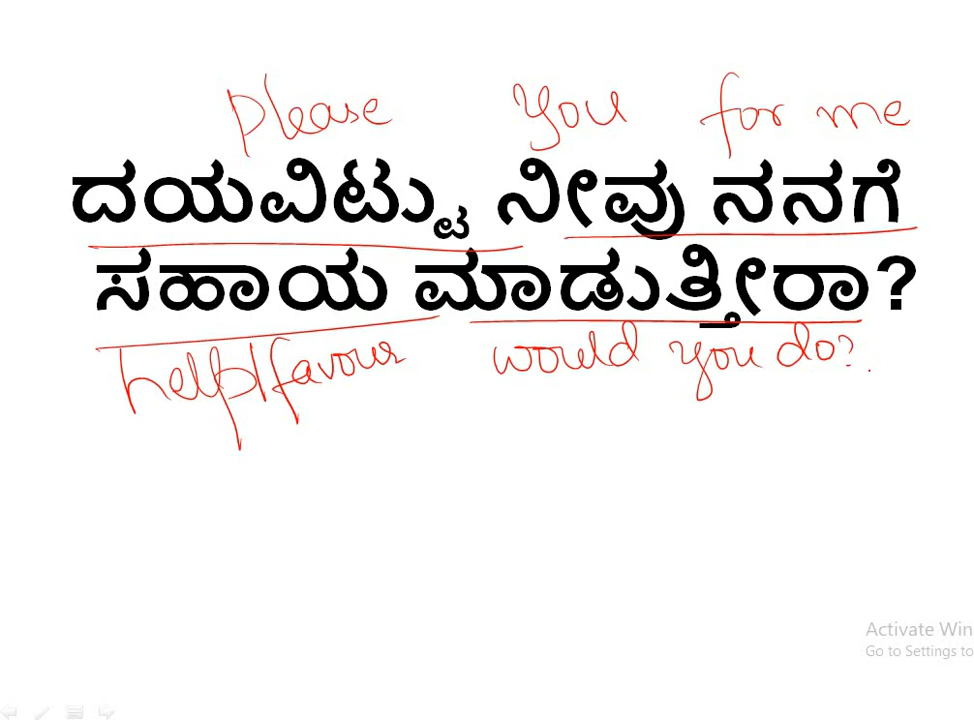 please you for me
ದಯವಿಟ್ಟು ನೀವು ನನಗೆ
ಸಹಾಯ ಮಾಡುತ್ತೀರಾ?
help/favour would you do?
Activate Win
Go to Settings to